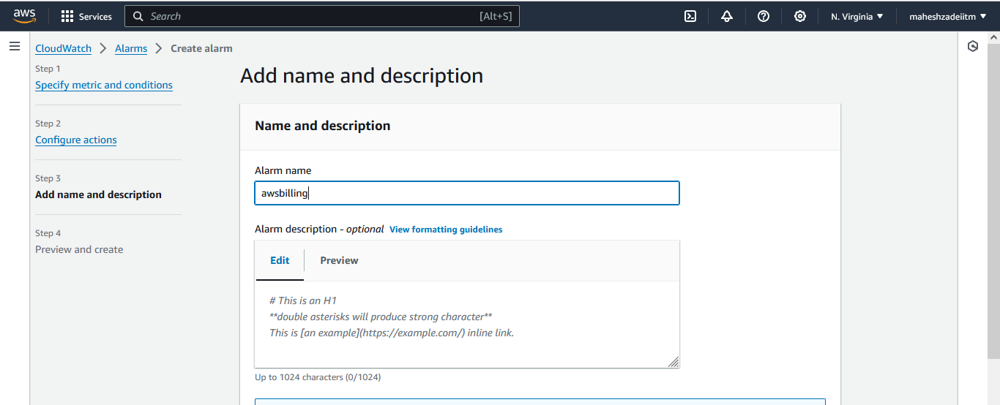 aws Services Search [Alt+S] N. Virginia maheshzadeiitm
CloudWatch Alarms Create alarm
Step 1
Specify metric and conditions
Step 2
Configure actions
Step 3
Add name and description
Step 4
Preview and create
Add name and description
Name and description
Alarm name
awsbilling
Alarm description - optional View formatting guidelines
Edit Preview
# This is an H1
**double asterisks will produce strong character**
This is [an example](https://example.com/) inline link.
Up to 1024 characters (0/1024)